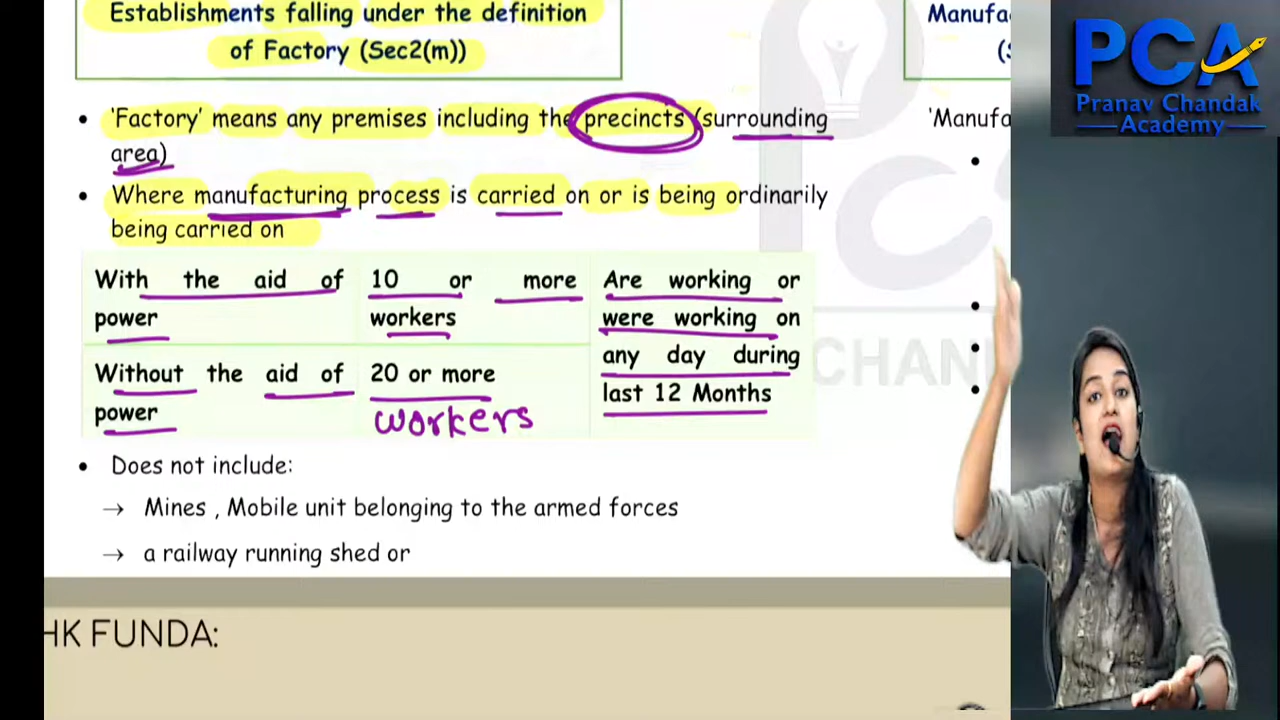 Establishments falling under the definition
of Factory (Sec2(m))
'Factory' means any premises including the precincts (surrounding
area)
Where manufacturing process is carried on or is being ordinarily
being carried on
With the aid of
power
10 or more
workers
Are working or
were working on
any day during
last 12 Months
Without the aid of
power
20 or more
workers
Does not include:
→ Mines , Mobile unit belonging to the armed forces
→ a railway running shed or
HK FUNDA:
Manufa
(S
'Manufa
CHAN
PCA
Pranav Chandak
Academy